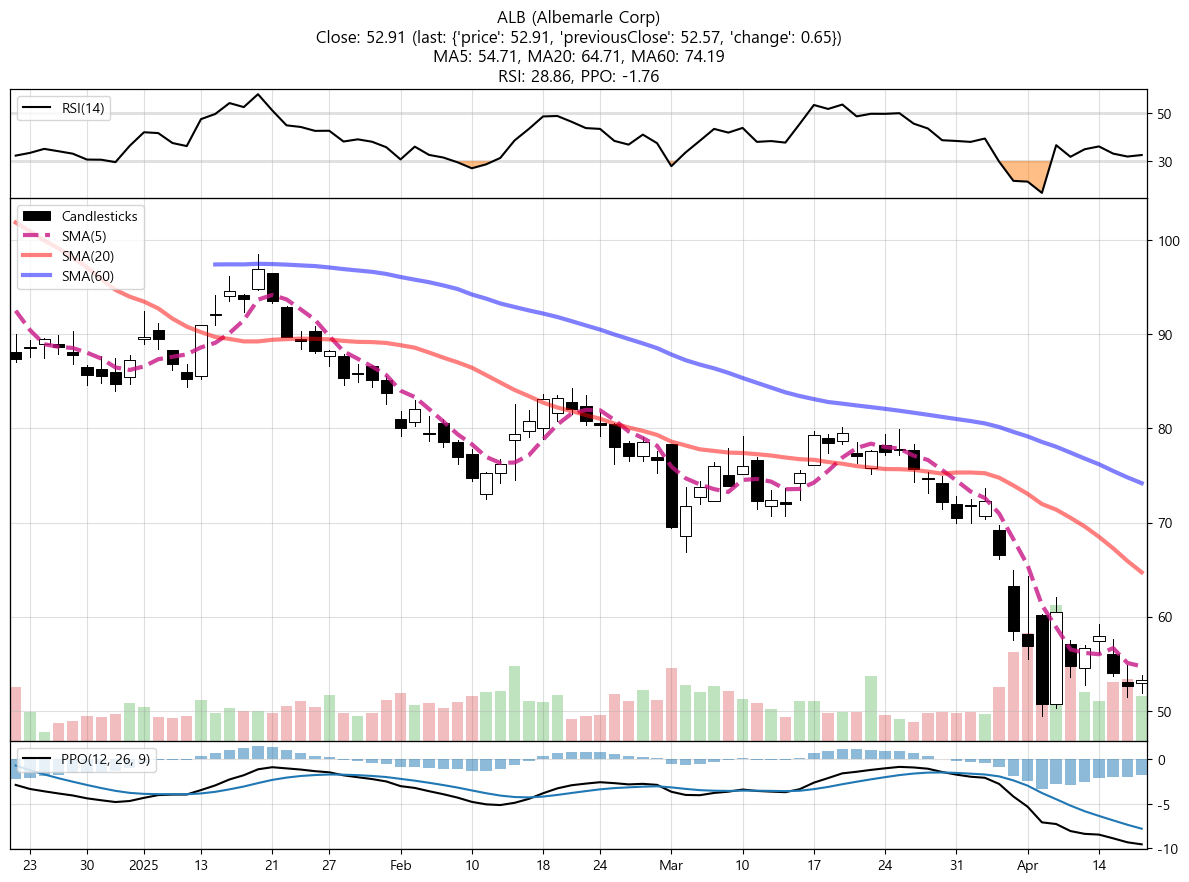 ALB (Albemarle Corp)
Close: 52.91 (last: {'price': 52.91, 'previousClose': 52.57, 'change': 0.65})
MA5: 54.71, MA20: 64.71, MA60: 74.19
RSI: 28.86, PPO: -1.76
RSI(14)
50
30
Candlesticks
SMA(5)
SMA(20)
SMA(60)
100
90
80
70
60
50
PPO(12, 26, 9)
0
-5
-10
23 30 2025 13 21 27 Feb 10 18 24 Mar 10 17 24 31 Apr 14